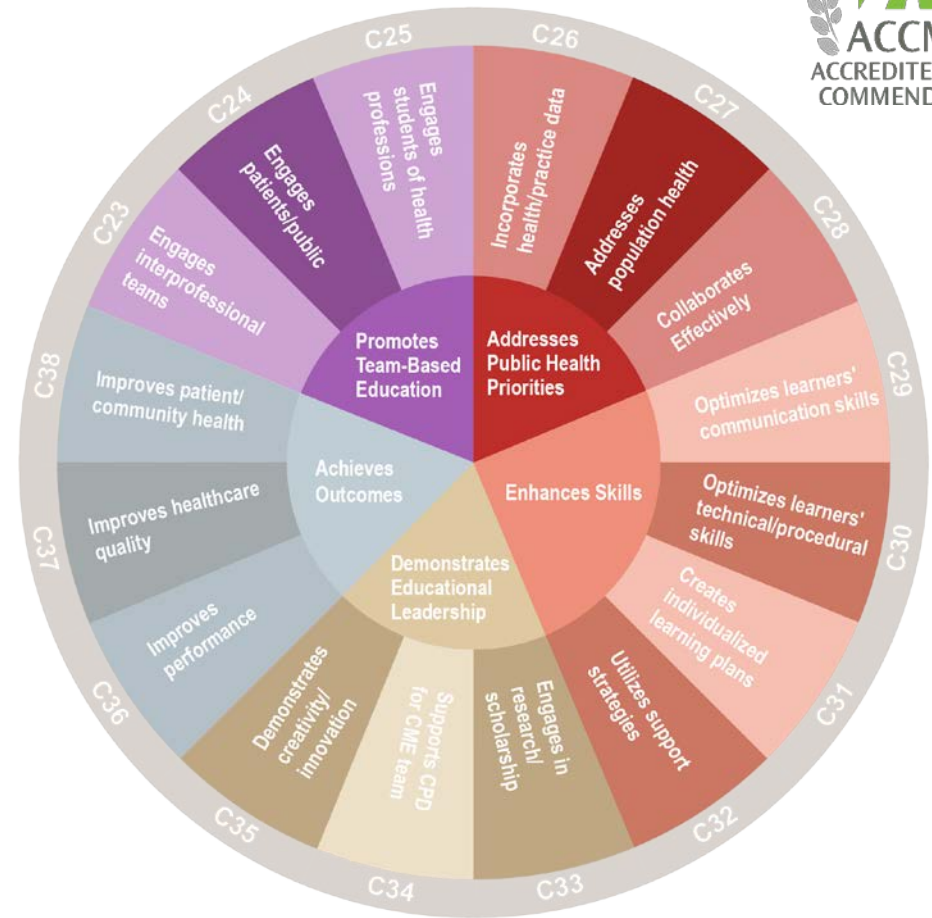 ACCM
ACCREDITE
COMMEND
C23
C24
C25
C26
C27
C28
C29
C30
C31
C32
C33
C34
C35
C36
C37
C38
Engages
interprofessional
teams
Engages
patients/public
Engages
students of health
professions
Incorporates
health/practice data
Addresses
population health
Collaborates
Effectively
Optimizes learners'
communication skills
Optimizes learners'
technical/procedural
skills
Creates
individualized
learning plans
Utilizes support
strategies
Engages in
research/
scholarship
Supports CPD
for CME team
Demonstrates
creativity/
innovation
Improves
performance
Improves healthcare
quality
Improves patient/
community health
Promotes
Team-Based
Education
Addresses
Public Health
Priorities
Enhances Skills
Demonstrates
Educational
Leadership
Achieves
Outcomes